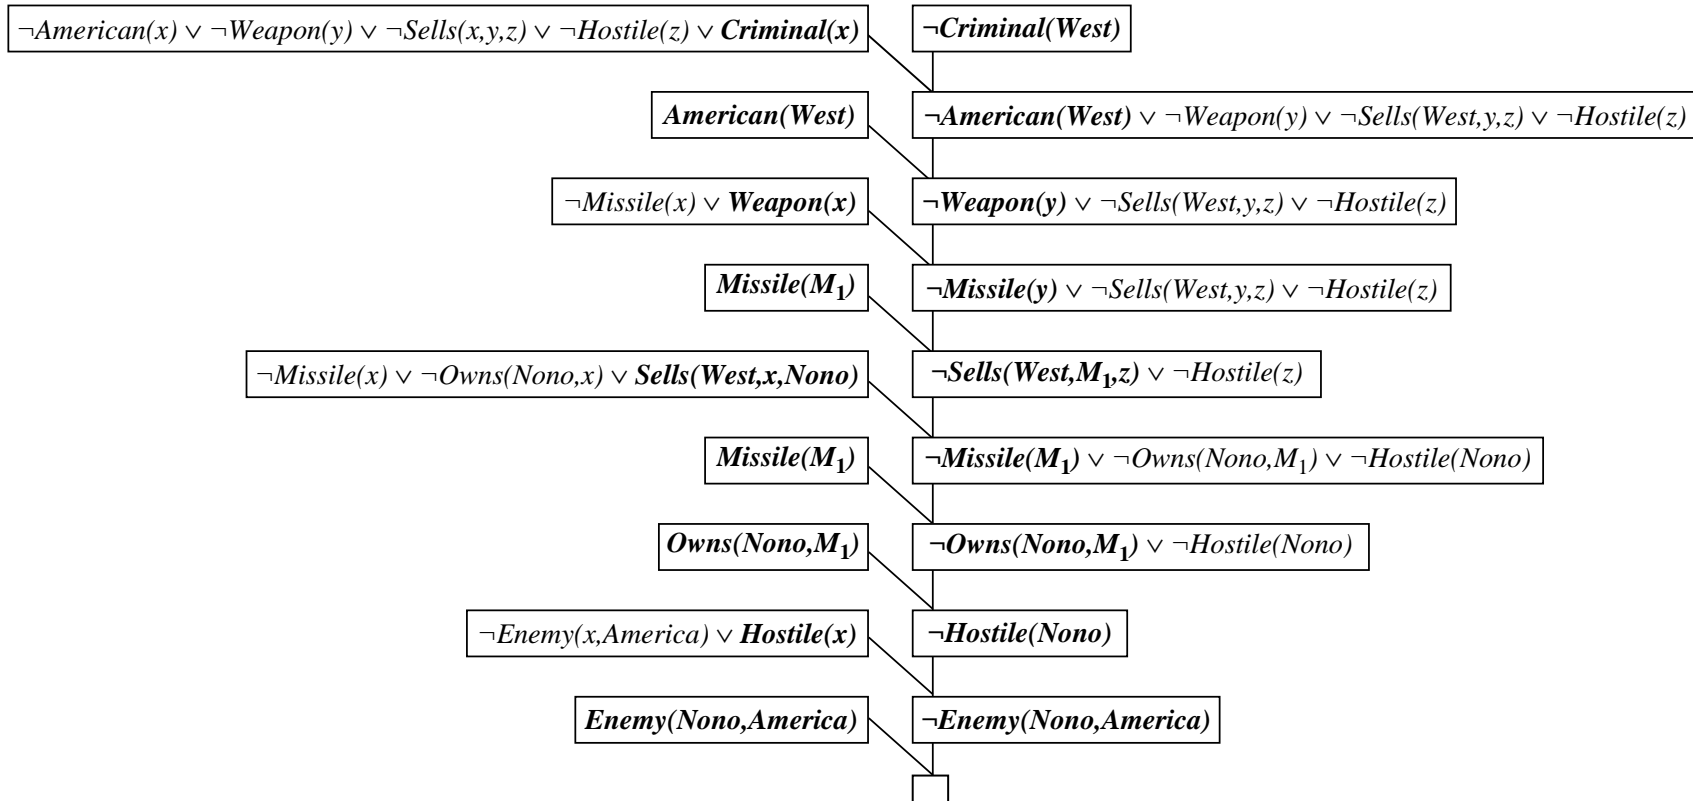 ¬American(x) ∨ ¬Weapon(y) ∨ ¬Sells(x,y,z) ∨ ¬Hostile(z) ∨ Criminal(x)
¬Criminal(West)
American(West)
¬American(West) ∨ ¬Weapon(y) ∨ ¬Sells(West,y,z) ∨ ¬Hostile(z)
¬Missile(x) ∨ Weapon(x)
¬Weapon(y) ∨ ¬Sells(West,y,z) ∨ ¬Hostile(z)
Missile(M₁)
¬Missile(y) ∨ ¬Sells(West,y,z) ∨ ¬Hostile(z)
¬Missile(x) ∨ ¬Owns(Nono,x) ∨ Sells(West,x,Nono)
¬Sells(West,M₁,z) ∨ ¬Hostile(z)
Missile(M₁)
¬Missile(M₁) ∨ ¬Owns(Nono,M₁) ∨ ¬Hostile(Nono)
Owns(Nono,M₁)
¬Owns(Nono,M₁) ∨ ¬Hostile(Nono)
¬Enemy(x,America) ∨ Hostile(x)
¬Hostile(Nono)
Enemy(Nono,America)
¬Enemy(Nono,America)